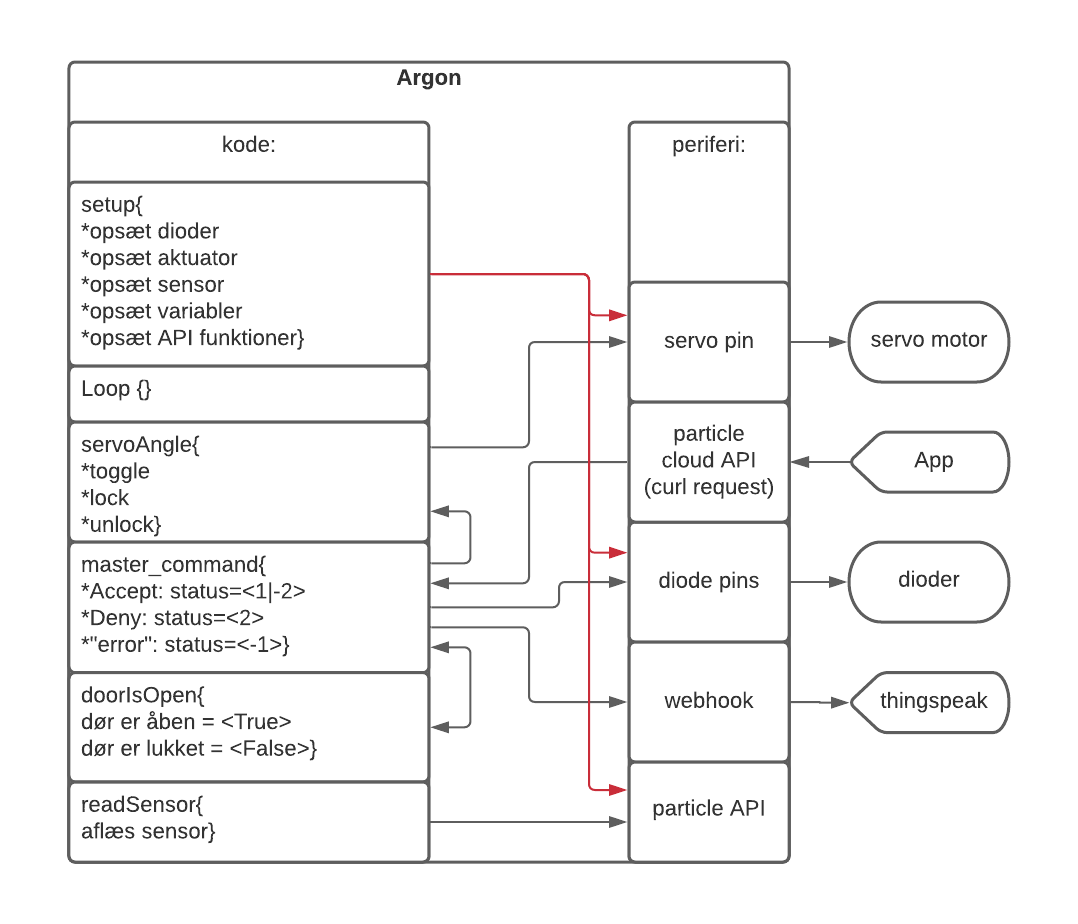 Argon
kode:
setup{
*opsæt dioder
*opsæt aktuator
*opsæt sensor
*opsæt variabler
*opsæt API funktioner}
Loop {}
servoAngle{
*toggle
*lock
*unlock}
master_command{
*Accept: status=<1|-2>
*Deny: status=<2>
*"error": status=<-1>}
doorIsOpen{
dør er åben = <True>
dør er lukket = <False>}
readSensor{
aflæs sensor}
periferi:
servo pin
particle
cloud API
(curl request)
diode pins
webhook
particle API
servo motor
App
dioder
thingspeak